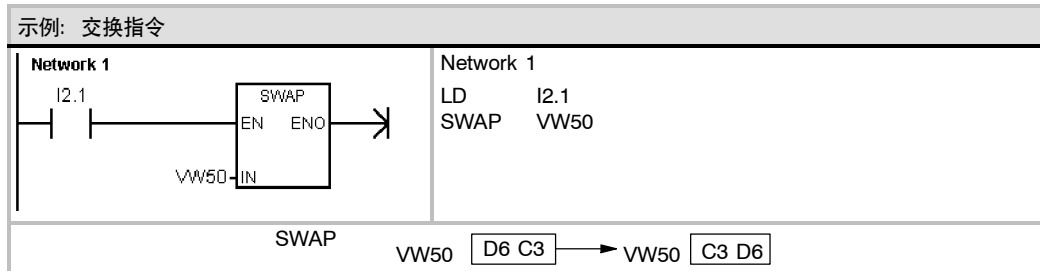 示例: 交换指令
Network 1
I2.1
SWAP
EN ENO
VW50 IN
Network 1
LD I2.1
SWAP VW50
SWAP
VW50 D6 C3 VW50 C3 D6